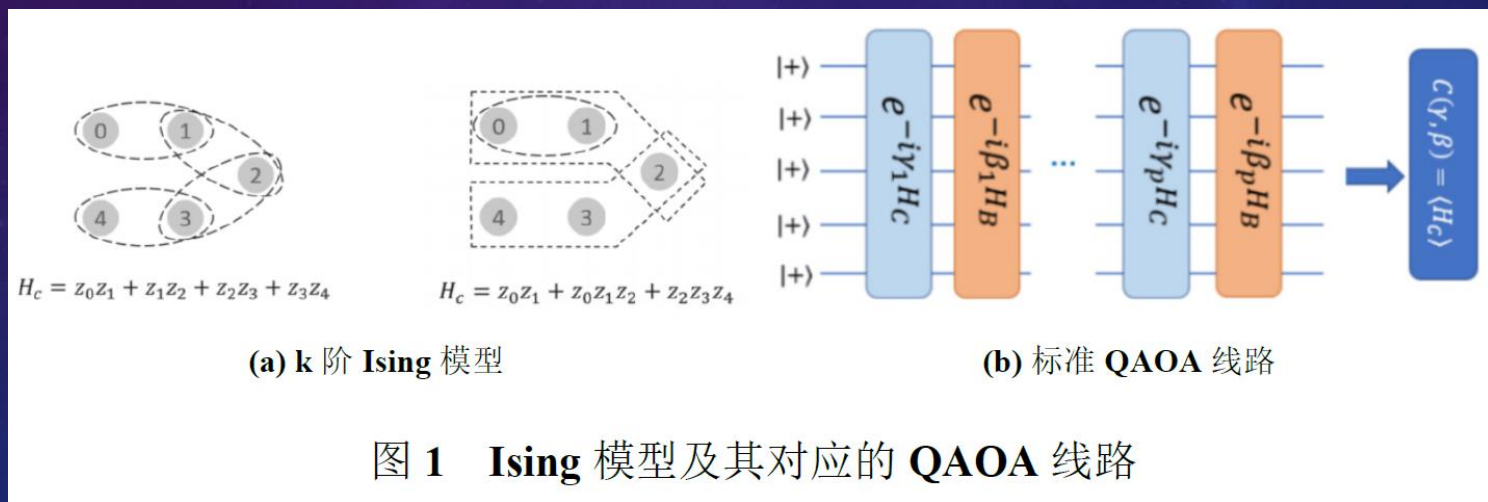 0 1
2
4 3
H_c = z_0z_1 + z_1z_2 + z_2z_3 + z_3z_4
0 1
2
4 3
H_c = z_0z_1 + z_0z_1z_2 + z_2z_3z_4
(a) k 阶 Ising 模型
|+⟩
|+⟩
|+⟩
|+⟩
|+⟩
e^{-iγ_1H_C}
e^{-iβ_1H_B}
...
e^{-iγ_pH_C}
e^{-iβ_pH_B}
C(γ,β) = ⟨H_c⟩
(b) 标准 QAOA 线路
图 1 Ising 模型及其对应的 QAOA 线路